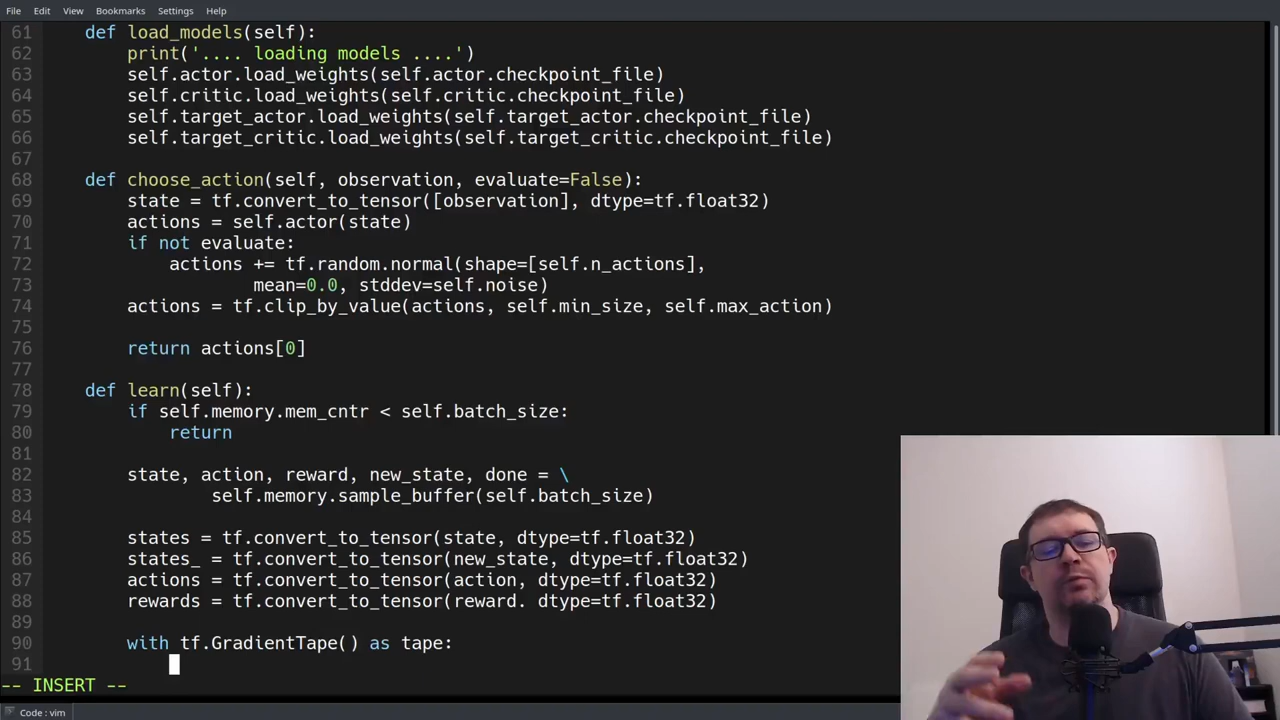 File Edit View Bookmarks Settings Help
61 def load_models(self):
62 print('.... loading models ....')
63 self.actor.load_weights(self.actor.checkpoint_file)
64 self.critic.load_weights(self.critic.checkpoint_file)
65 self.target_actor.load_weights(self.target_actor.checkpoint_file)
66 self.target_critic.load_weights(self.target_critic.checkpoint_file)
67
68 def choose_action(self, observation, evaluate=False):
69 state = tf.convert_to_tensor([observation], dtype=tf.float32)
70 actions = self.actor(state)
71 if not evaluate:
72 actions += tf.random.normal(shape=[self.n_actions],
73 mean=0.0, stddev=self.noise)
74 actions = tf.clip_by_value(actions, self.min_size, self.max_action)
75
76 return actions[0]
77
78 def learn(self):
79 if self.memory.mem_cntr < self.batch_size:
80 return
81
82 state, action, reward, new_state, done = \
83 self.memory.sample_buffer(self.batch_size)
84
85 states = tf.convert_to_tensor(state, dtype=tf.float32)
86 states_ = tf.convert_to_tensor(new_state, dtype=tf.float32)
87 actions = tf.convert_to_tensor(action, dtype=tf.float32)
88 rewards = tf.convert_to_tensor(reward. dtype=tf.float32)
89
90 with tf.GradientTape() as tape:
91
-- INSERT --
Code : vim